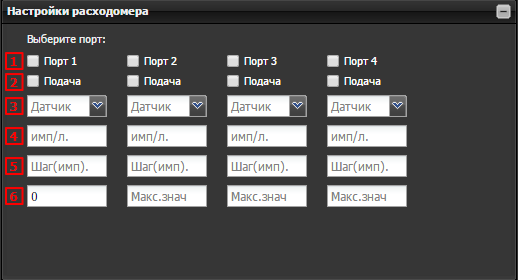 Настройки расходомера
Выберите порт:
1 Порт 1 Порт 2 Порт 3 Порт 4
2 Подача Подача Подача Подача
3 Датчик Датчик Датчик Датчик
4 имп/л. имп/л. имп/л. имп/л.
5 Шаг(имп). Шаг(имп). Шаг(имп). Шаг(имп).
6 0 Макс.знач Макс.знач Макс.знач